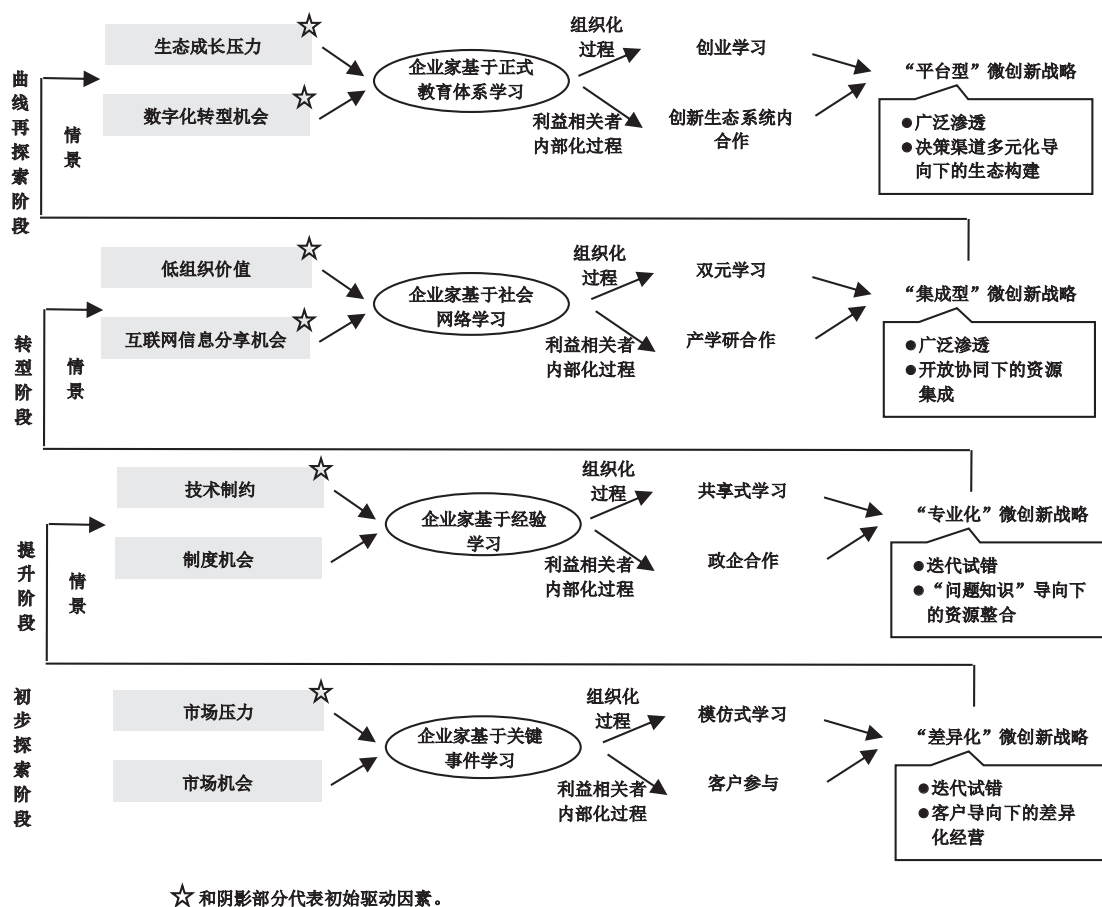 曲线再探索阶段
情景
生态成长压力
数字化转型机会
企业家基于正式
教育体系学习
组织化
过程
利益相关者
内部化过程
创业学习
创新生态系统内
合作
“平台型”微创新战略
●广泛渗透
●决策渠道多元化导
向下的生态构建
转型阶段
情景
低组织价值
互联网信息分享机会
企业家基于社会
网络学习
组织化
过程
利益相关者
内部化过程
双元学习
产学研合作
“集成型”微创新战略
●广泛渗透
●开放协同下的资源
集成
提升阶段
情景
技术制约
制度机会
企业家基于经验
学习
组织化
过程
利益相关者
内部化过程
共享式学习
政企合作
“专业化”微创新战略
●迭代试错
●“问题知识”导向下
的资源整合
初步探索阶段
市场压力
市场机会
企业家基于关键
事件学习
组织化
过程
利益相关者
内部化过程
模仿式学习
客户参与
“差异化”微创新战略
●迭代试错
●客户导向下的差异
化经营
☆和阴影部分代表初始驱动因素。